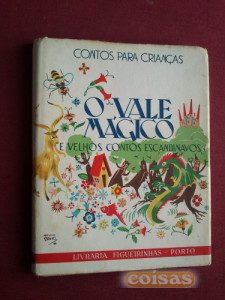 CONTOS PARA CRIANÇAS
O VALE
MÁGICO
(E VELHOS CONTOS ESCANDINAVOS)
LIVRARIA FIGUEIRINHAS - PORTO
coisas